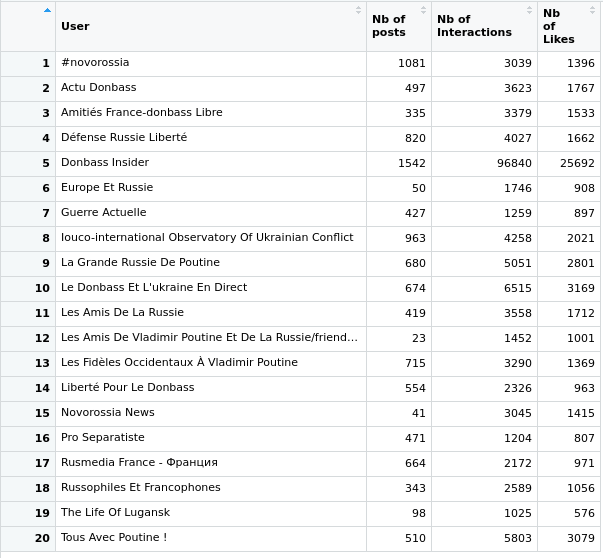 User Nb of posts Nb of Interactions Nb of Likes
1 #novorossia 1081 3039 1396
2 Actu Donbass 497 3623 1767
3 Amitiés France-donbass Libre 335 3379 1533
4 Défense Russie Liberté 820 4027 1662
5 Donbass Insider 1542 96840 25692
6 Europe Et Russie 50 1746 908
7 Guerre Actuelle 427 1259 897
8 Iouco-international Observatory Of Ukrainian Conflict 963 4258 2021
9 La Grande Russie De Poutine 680 5051 2801
10 Le Donbass Et L'ukraine En Direct 674 6515 3169
11 Les Amis De La Russie 419 3558 1712
12 Les Amis De Vladimir Poutine Et De La Russie/friend... 23 1452 1001
13 Les Fidèles Occidentaux À Vladimir Poutine 715 3290 1369
14 Liberté Pour Le Donbass 554 2326 963
15 Novorossia News 41 3045 1415
16 Pro Separatiste 471 1204 807
17 Rusmedia France - Франция 664 2172 971
18 Russophiles Et Francophones 343 2589 1056
19 The Life Of Lugansk 98 1025 576
20 Tous Avec Poutine ! 510 5803 3079